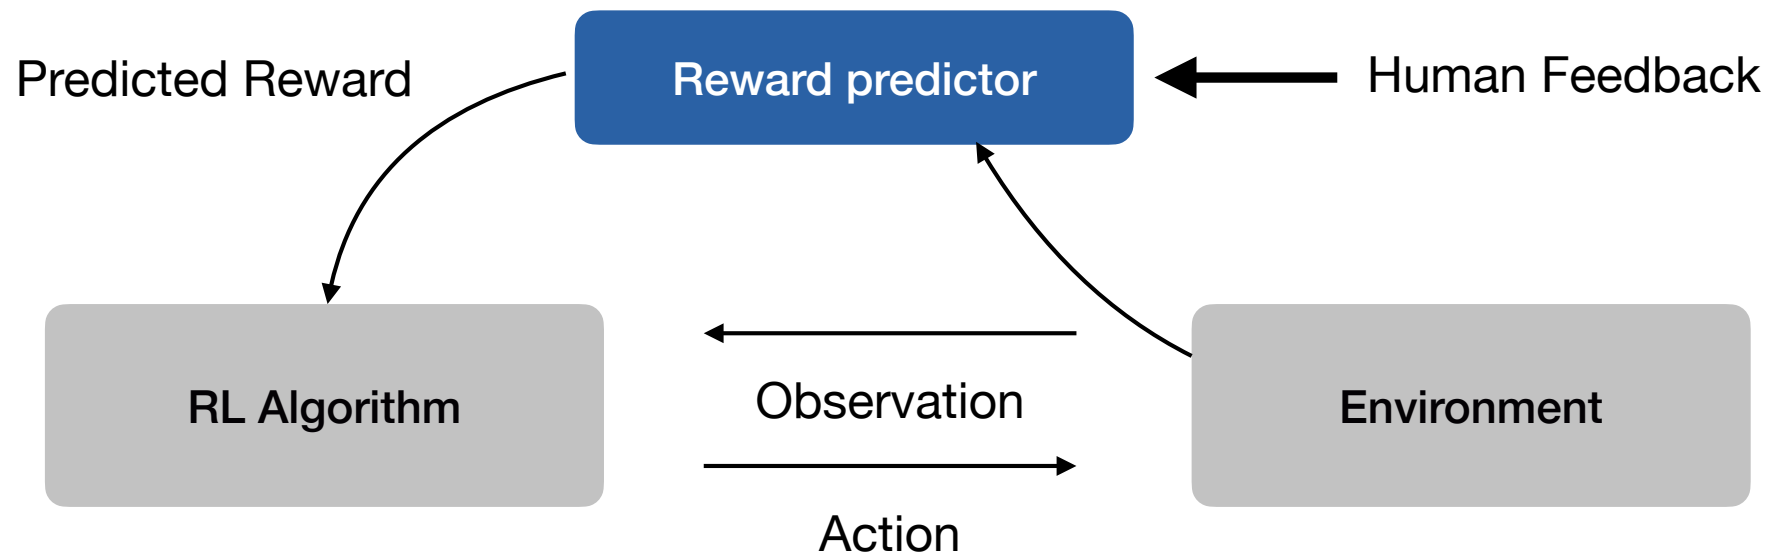 Predicted Reward
Reward predictor
Human Feedback
RL Algorithm
Observation
Action
Environment